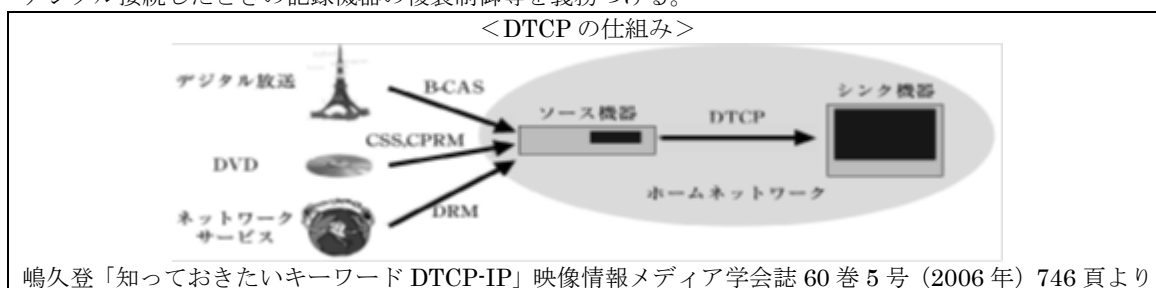 ＜DTCP の仕組み＞
デジタル放送
B-CAS
ソース機器
DTCP
シンク機器
CSS,CPRM
DVD
ホームネットワーク
DRM
ネットワーク
サービス
嶋久登「知っておきたいキーワード DTCP-IP」映像情報メディア学会誌 60 巻 5 号（2006 年）746 頁より